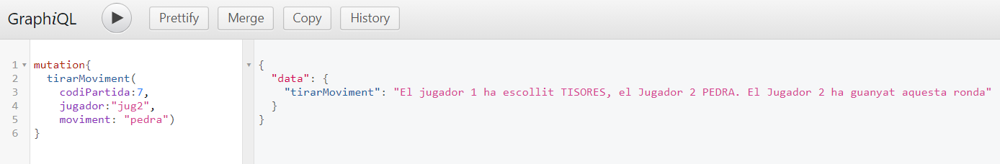 GraphiQL Prettify Merge Copy History
1 mutation{
2 tirarMoviment(
3 codiPartida:7,
4 jugador:"jug2",
5 moviment: "pedra")
6 }
{
"data": {
"tirarMoviment": "El jugador 1 ha escollit TISORES, el Jugador 2 PEDRA. El Jugador 2 ha guanyat aquesta ronda"
}
}